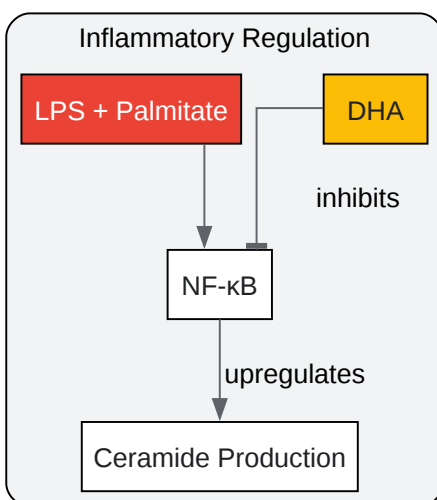 Inflammatory Regulation
LPS + Palmitate
DHA
inhibits
NF-κB
upregulates
Ceramide Production